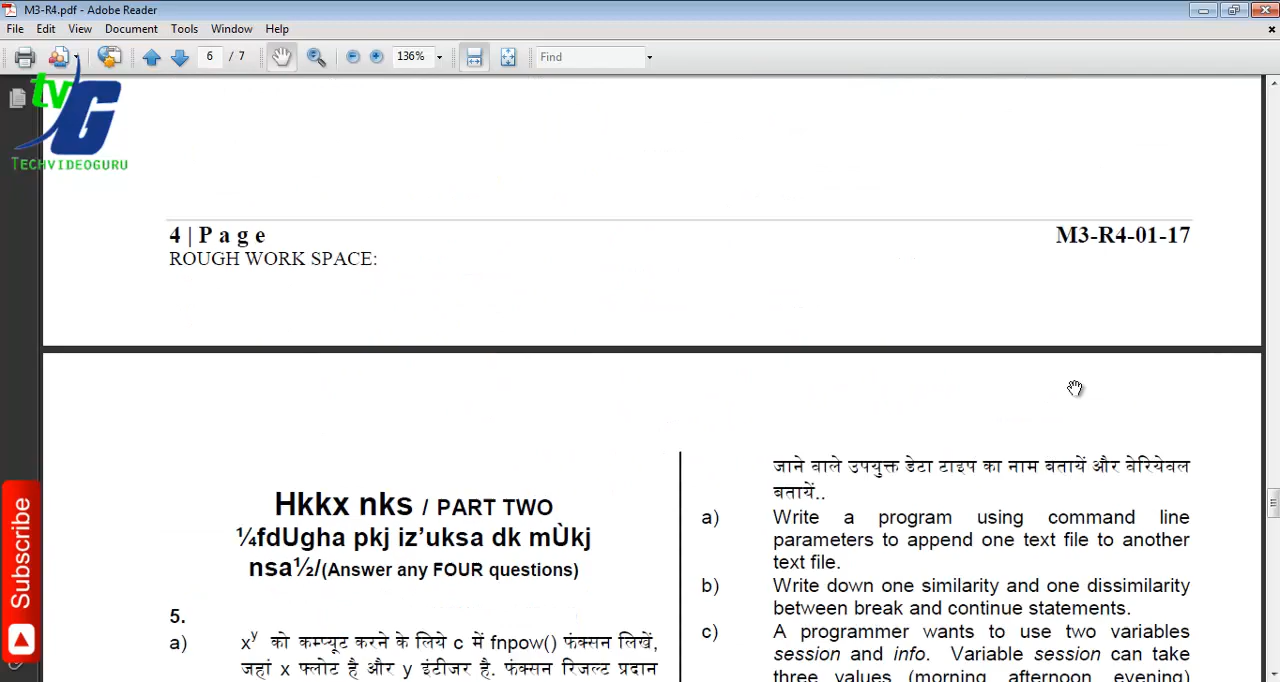 M3-R4.pdf - Adobe Reader
File Edit View Document Tools Window Help
6 / 7 136% Find
tv G
TECHVIDEOGURU
4 | P a g e M3-R4-01-17
ROUGH WORK SPACE:
Hkkx nks / PART TWO
¼fdUgha pkj iz’uksa dk mÙkj
nsa½/(Answer any FOUR questions)
5.
a) xʸ को कम्प्यूट करने के लिये c में fnpow() फंक्सन लिखें,
जहां x फ्लोट है और y इंटीजर है. फंक्सन रिजल्ट प्रदान
जाने वाले उपयुक्त डेटा टाइप का नाम बतायें और वेरियेवल
बतायें..
a) Write a program using command line
parameters to append one text file to another
text file.
b) Write down one similarity and one dissimilarity
between break and continue statements.
c) A programmer wants to use two variables
session and info. Variable session can take
three values (morning, afternoon, evening)
Subscribe